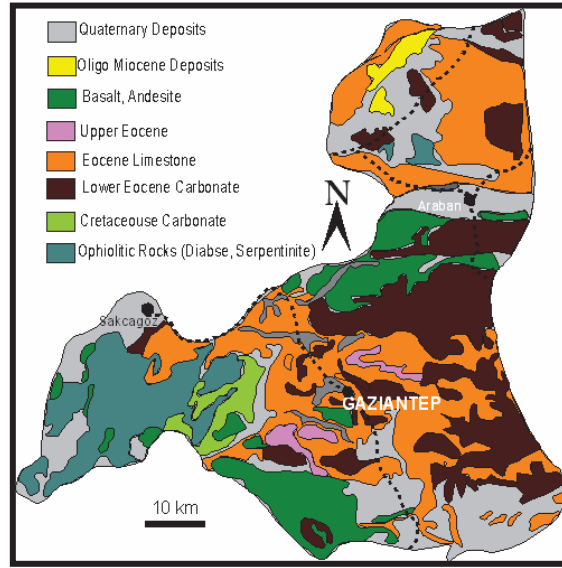 Quaternary Deposits
Oligo Miocene Deposits
Basalt, Andesite
Upper Eocene
Eocene Limestone
Lower Eocene Carbonate
Cretaceouse Carbonate
Ophiolitic Rocks (Diabse, Serpentinite)
N
Araban
Sakcagoz
GAZIANTEP
10 km